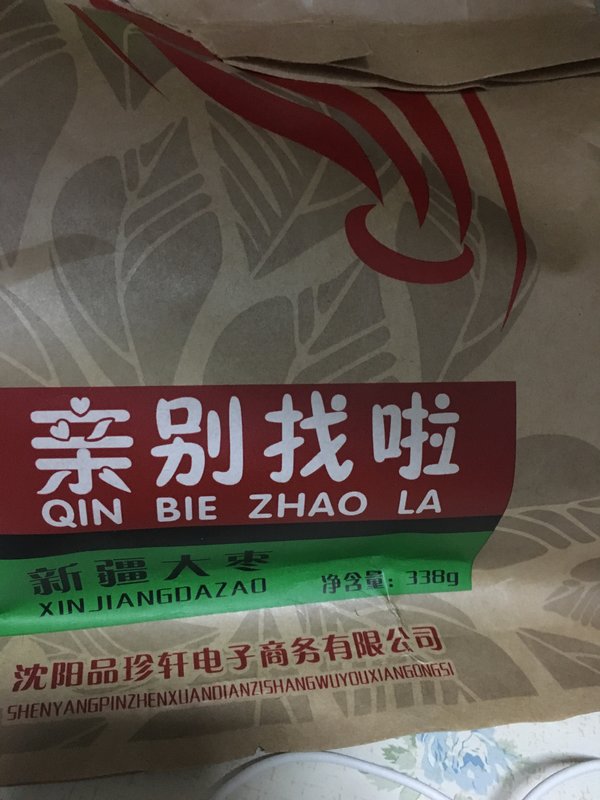 亲别找啦
QIN BIE ZHAO LA
新疆大枣 净含量：338g
XINJIANGDAZAO
沈阳品珍轩电子商务有限公司
SHENYANGPINZHENXUANDIANZISHANGWUYOUXIANGONGSI